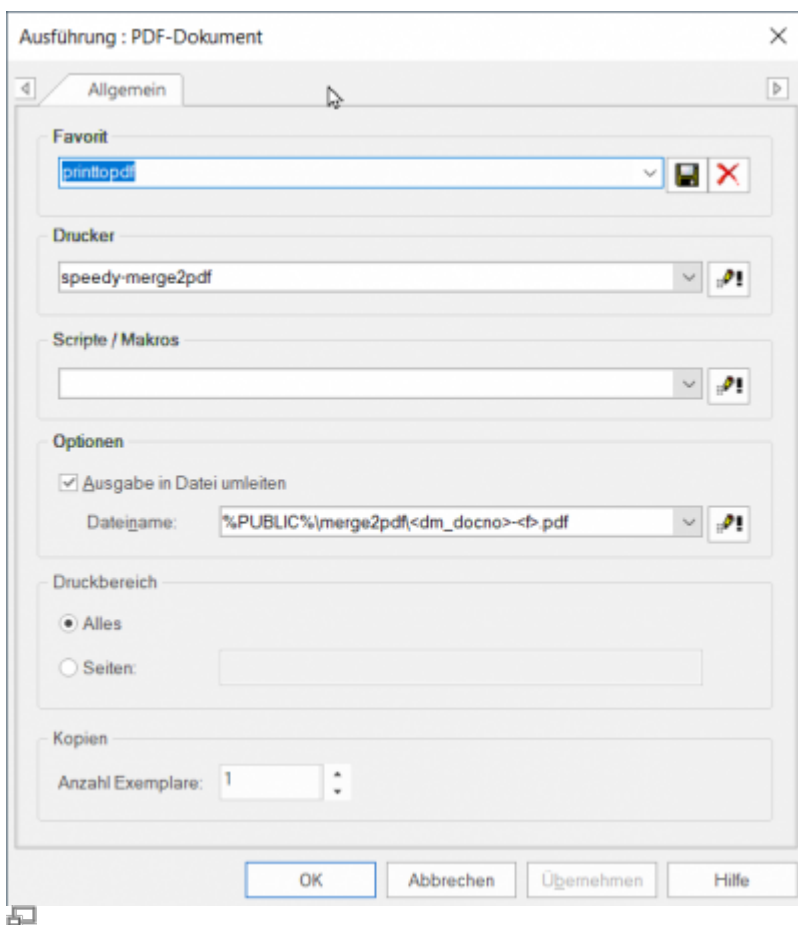 Ausführung : PDF-Dokument
Allgemein
Favorit
printtopdf
Drucker
speedy-merge2pdf
Scripte / Makros
Optionen
Ausgabe in Datei umleiten
Dateiname: %PUBLIC%\merge2pdf\<dm_docno>-<f>.pdf
Druckbereich
Alles
Seiten:
Kopien
Anzahl Exemplare: 1
OK Abbrechen Übernehmen Hilfe